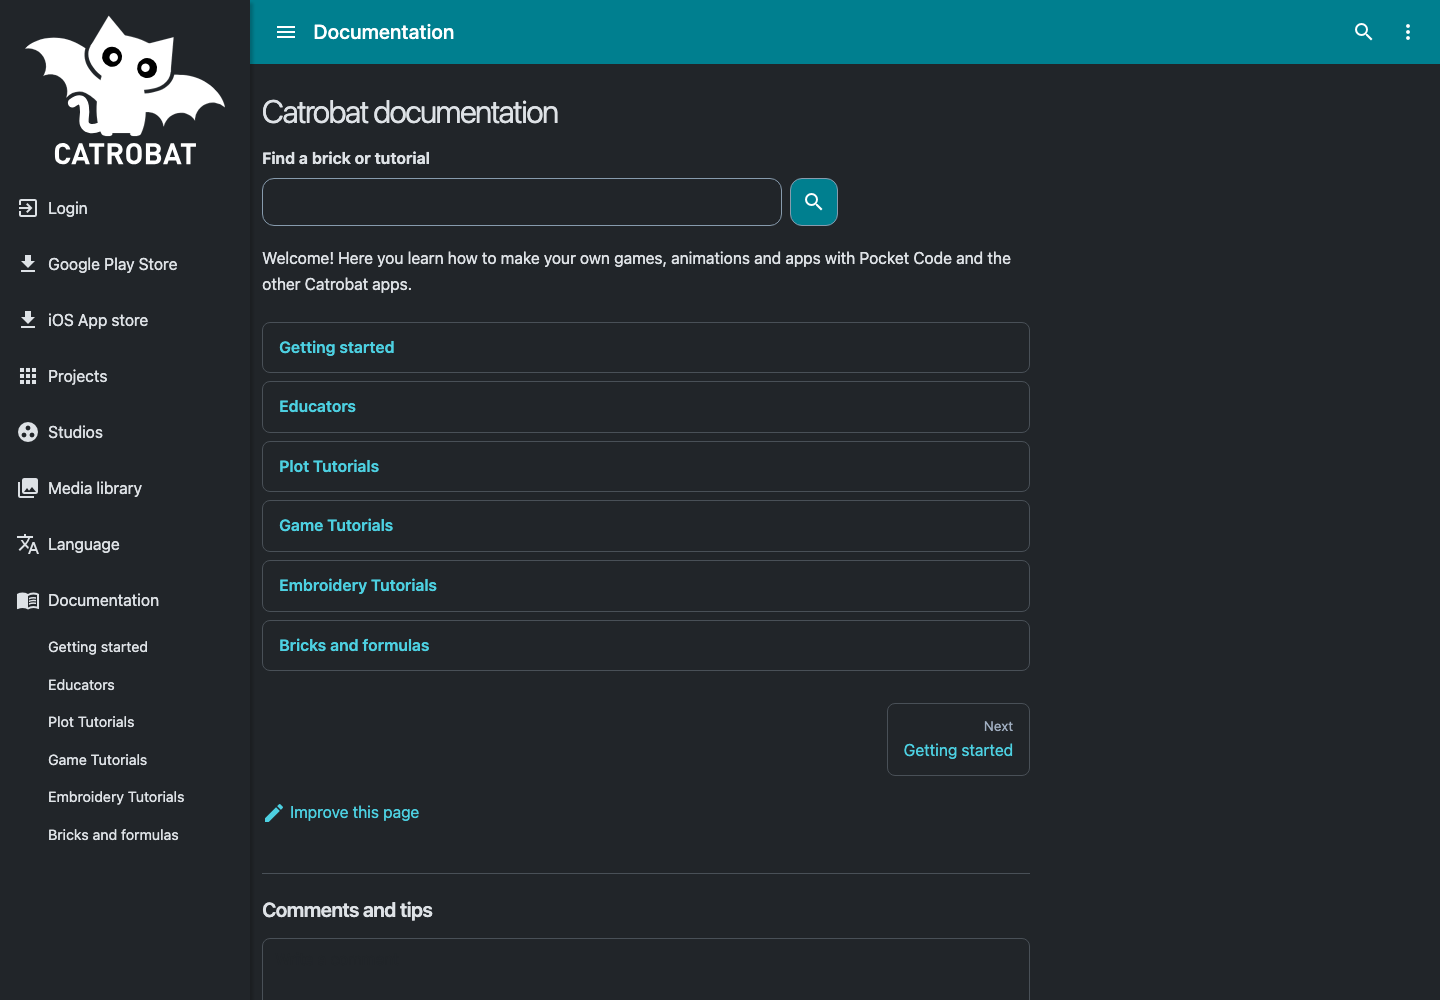 CATROBAT
Login
Google Play Store
iOS App store
Projects
Studios
Media library
Language
Documentation
Getting started
Educators
Plot Tutorials
Game Tutorials
Embroidery Tutorials
Bricks and formulas
Documentation
Catrobat documentation
Find a brick or tutorial
Welcome! Here you learn how to make your own games, animations and apps with Pocket Code and the
other Catrobat apps.
Getting started
Educators
Plot Tutorials
Game Tutorials
Embroidery Tutorials
Bricks and formulas
Next
Getting started
Improve this page
Comments and tips